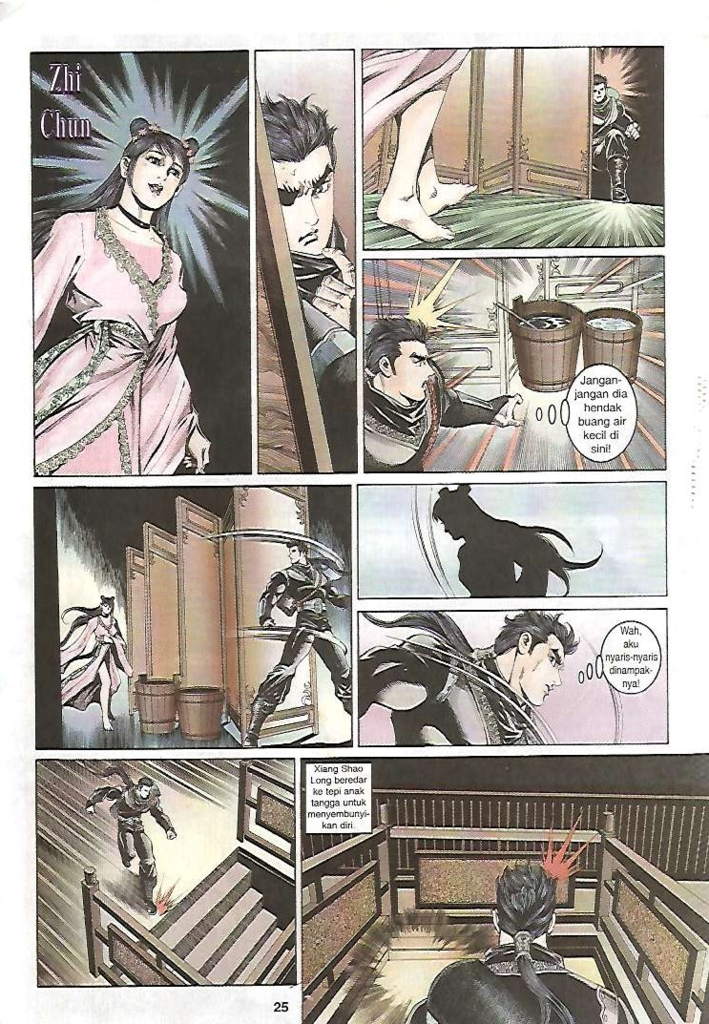 Zhi
Chun
Jangan-
jangan dia
hendak
buang air
kecil di
sini!
Wah,
aku
nyaris-nyaris
dinampak-
nya!
Xiang Shao
Long beredar
ke tepi anak
tangga untuk
menyembunyi-
kan diri.
25